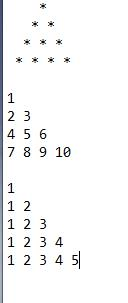 *
    * *
   * * *
 * * * *

1
2 3
4 5 6
7 8 9 10

1
1 2
1 2 3
1 2 3 4
1 2 3 4 5